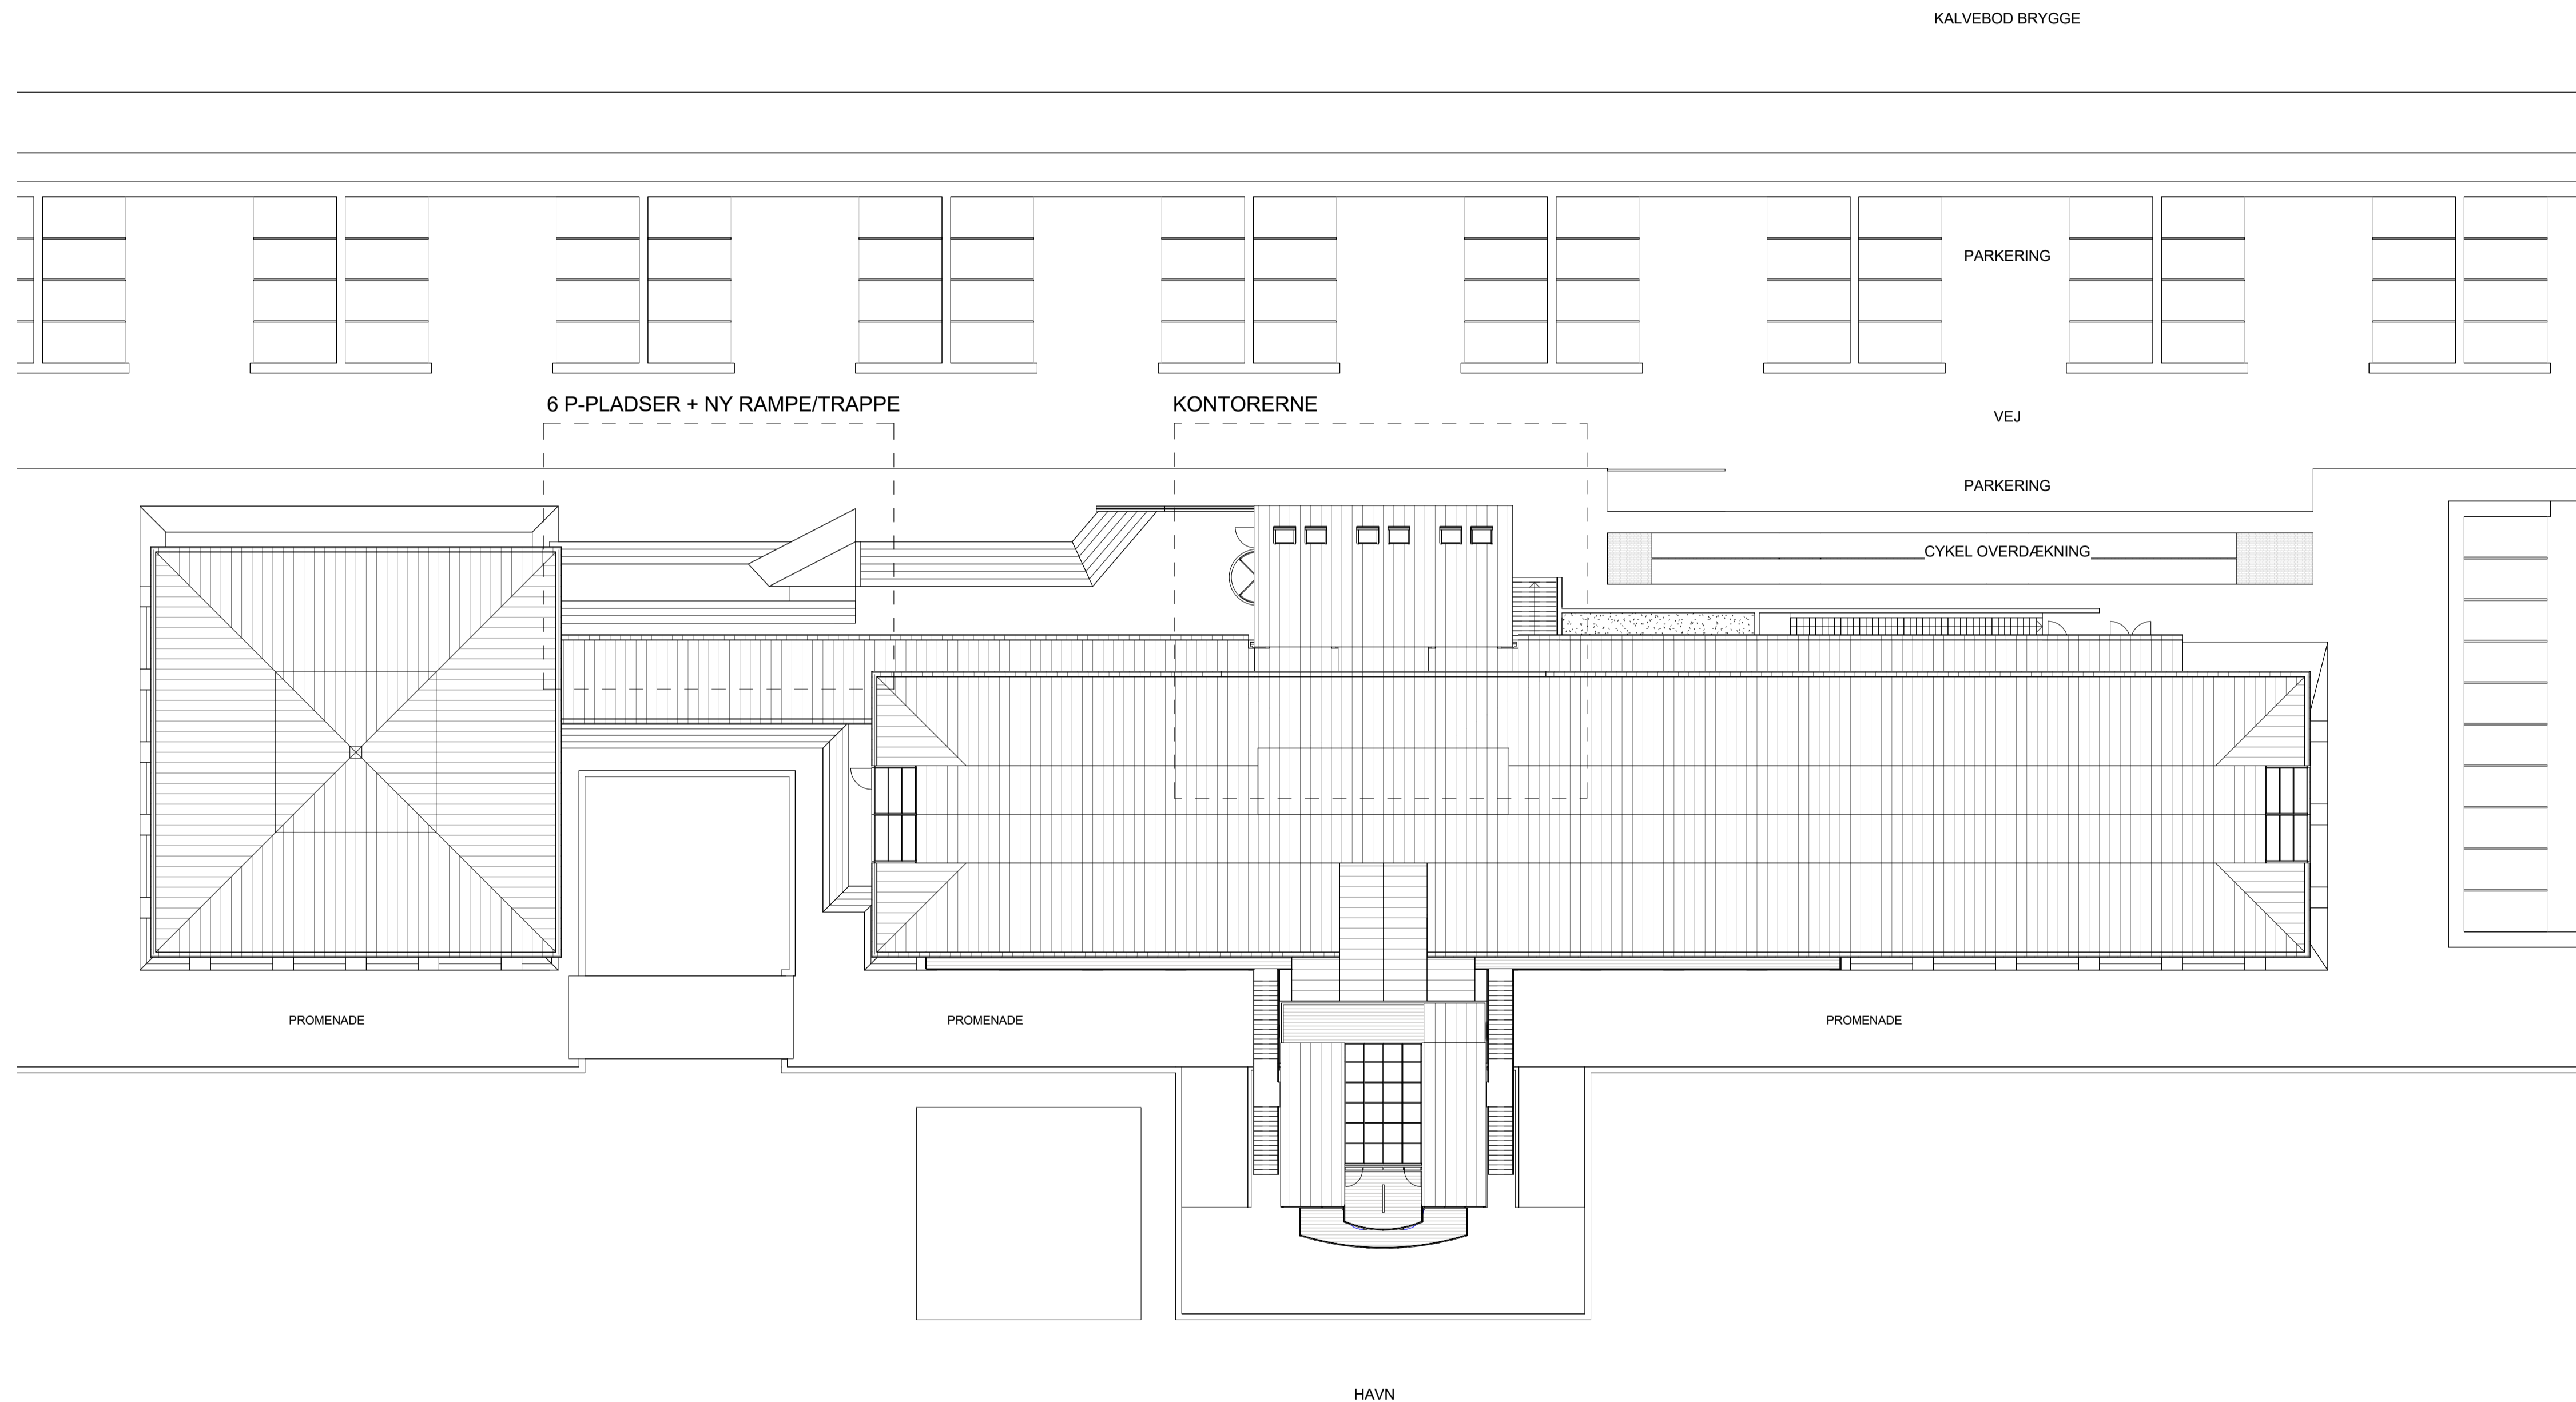 KALVEBOD BRYGGE
PARKERING
6 P-PLADSER + NY RAMPE/TRAPPE
KONTORERNE
VEJ
PARKERING
CYKEL OVERDÆKNING
PROMENADE
PROMENADE
PROMENADE
HAVN